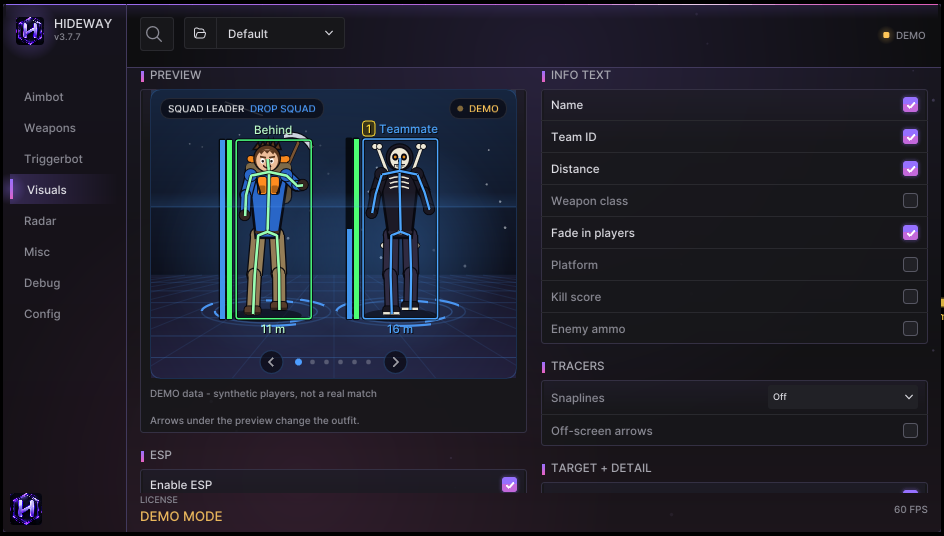 HIDEWAY
v3.7.7
Default
DEMO
Aimbot
Weapons
Triggerbot
Visuals
Radar
Misc
Debug
Config
PREVIEW
SQUAD LEADER DROP SQUAD
DEMO
Behind
1 Teammate
11 m
16 m
DEMO data - synthetic players, not a real match
Arrows under the preview change the outfit.
ESP
Enable ESP
INFO TEXT
Name
Team ID
Distance
Weapon class
Fade in players
Platform
Kill score
Enemy ammo
TRACERS
Snaplines
Off
Off-screen arrows
TARGET + DETAIL
LICENSE
DEMO MODE
60 FPS